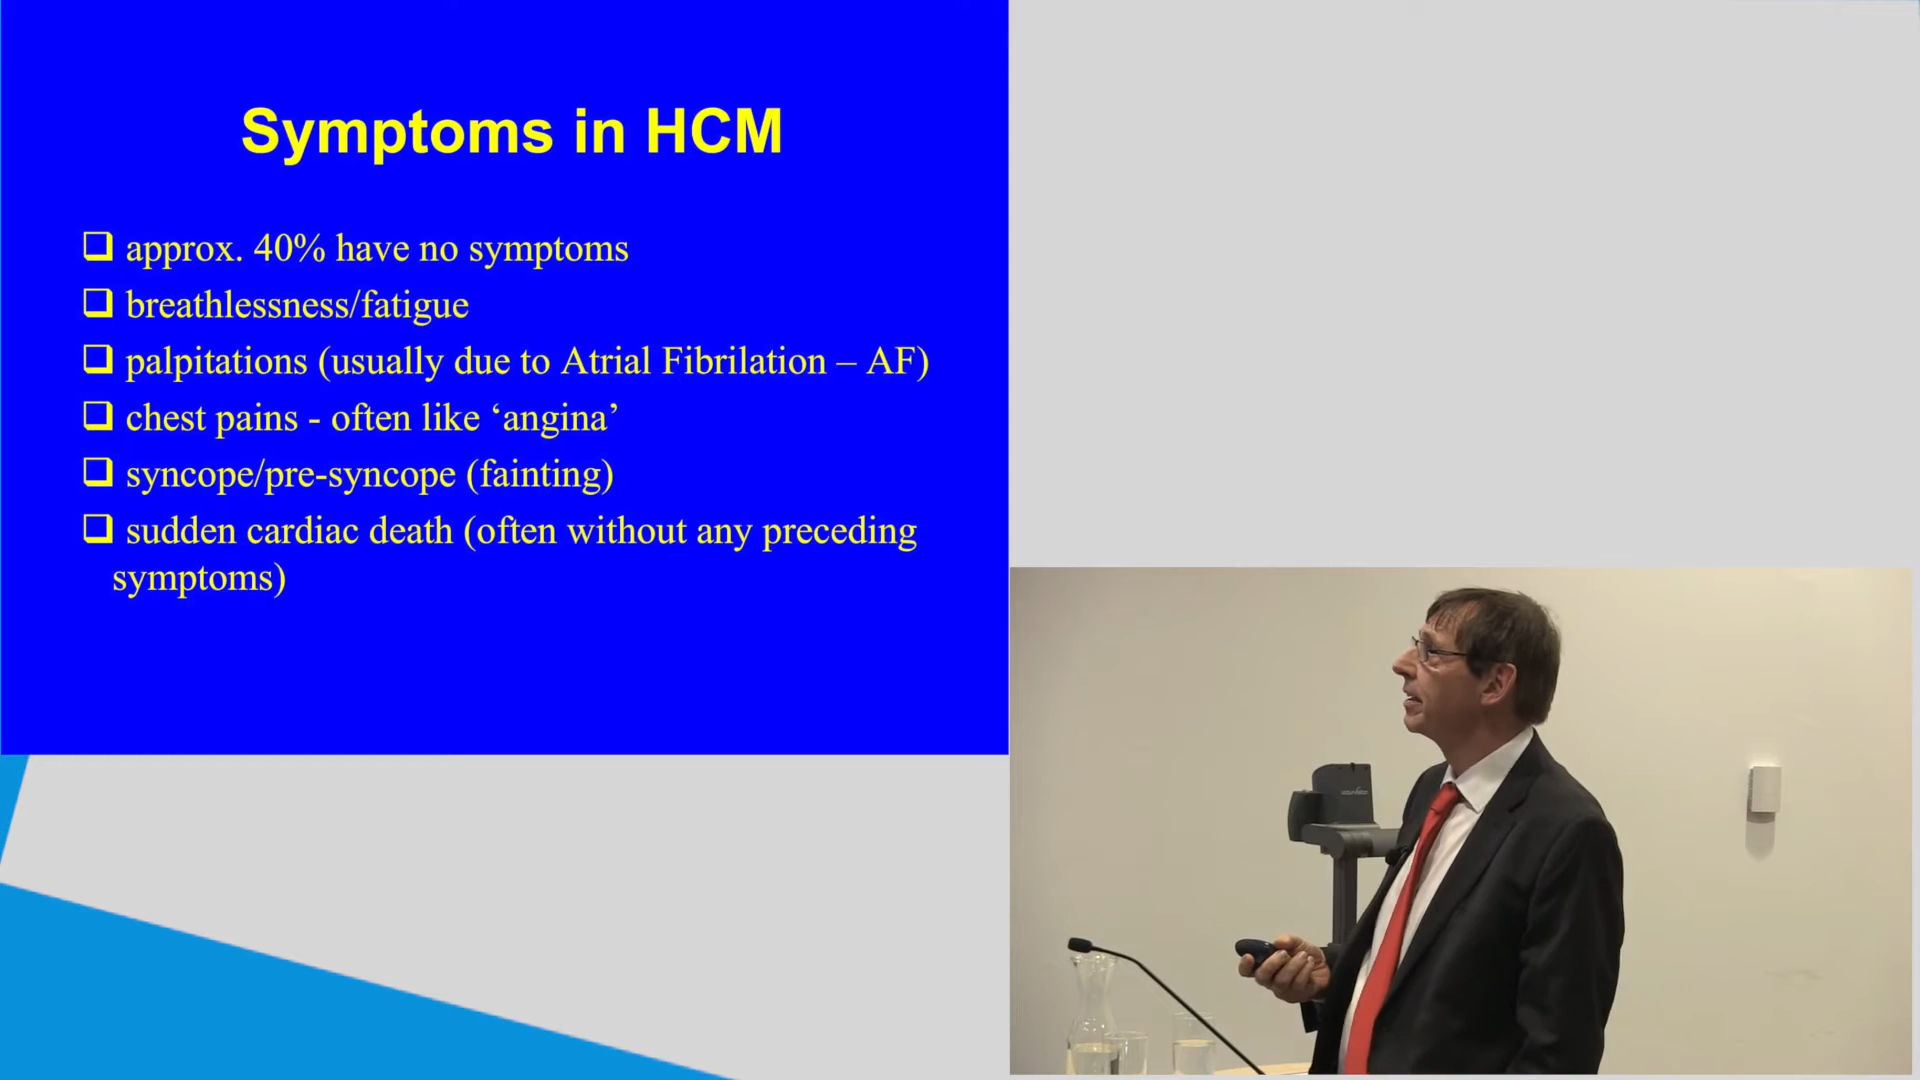 Symptoms in HCM
❑ approx. 40% have no symptoms
❑ breathlessness/fatigue
❑ palpitations (usually due to Atrial Fibrilation – AF)
❑ chest pains - often like ‘angina’
❑ syncope/pre-syncope (fainting)
❑ sudden cardiac death (often without any preceding
symptoms)